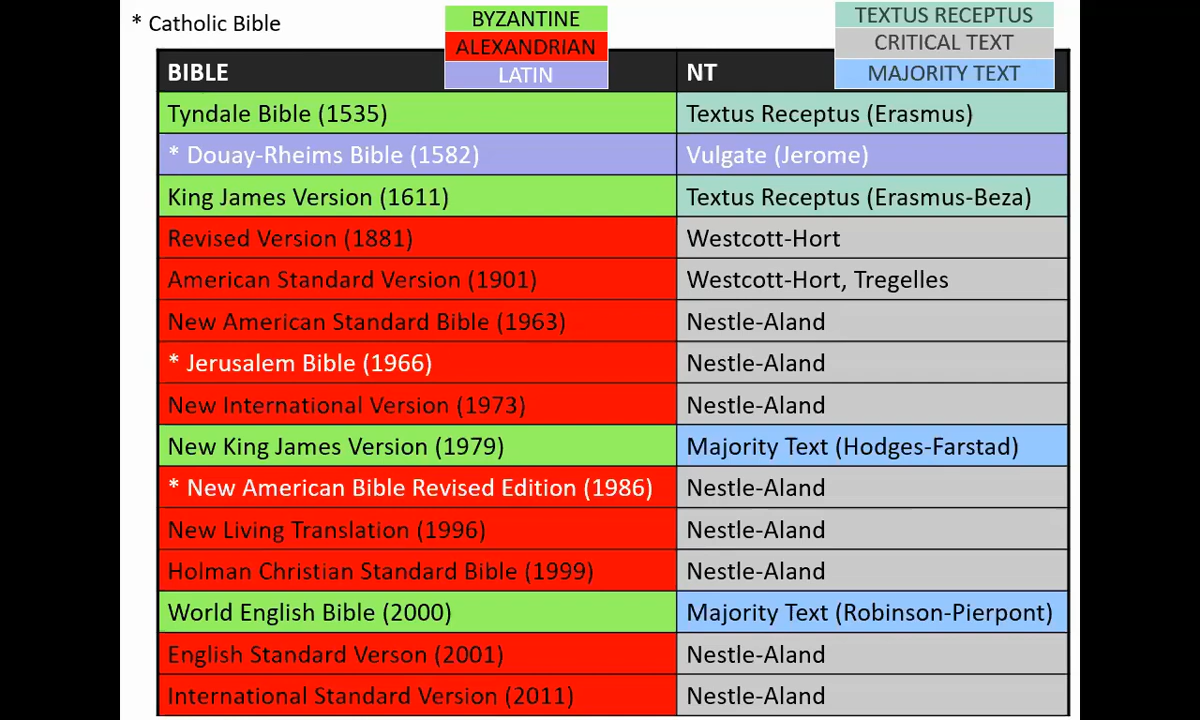 * Catholic Bible
BYZANTINE
ALEXANDRIAN
LATIN
TEXTUS RECEPTUS
CRITICAL TEXT
MAJORITY TEXT
BIBLE NT
Tyndale Bible (1535) Textus Receptus (Erasmus)
* Douay-Rheims Bible (1582) Vulgate (Jerome)
King James Version (1611) Textus Receptus (Erasmus-Beza)
Revised Version (1881) Westcott-Hort
American Standard Version (1901) Westcott-Hort, Tregelles
New American Standard Bible (1963) Nestle-Aland
* Jerusalem Bible (1966) Nestle-Aland
New International Version (1973) Nestle-Aland
New King James Version (1979) Majority Text (Hodges-Farstad)
* New American Bible Revised Edition (1986) Nestle-Aland
New Living Translation (1996) Nestle-Aland
Holman Christian Standard Bible (1999) Nestle-Aland
World English Bible (2000) Majority Text (Robinson-Pierpont)
English Standard Verson (2001) Nestle-Aland
International Standard Version (2011) Nestle-Aland